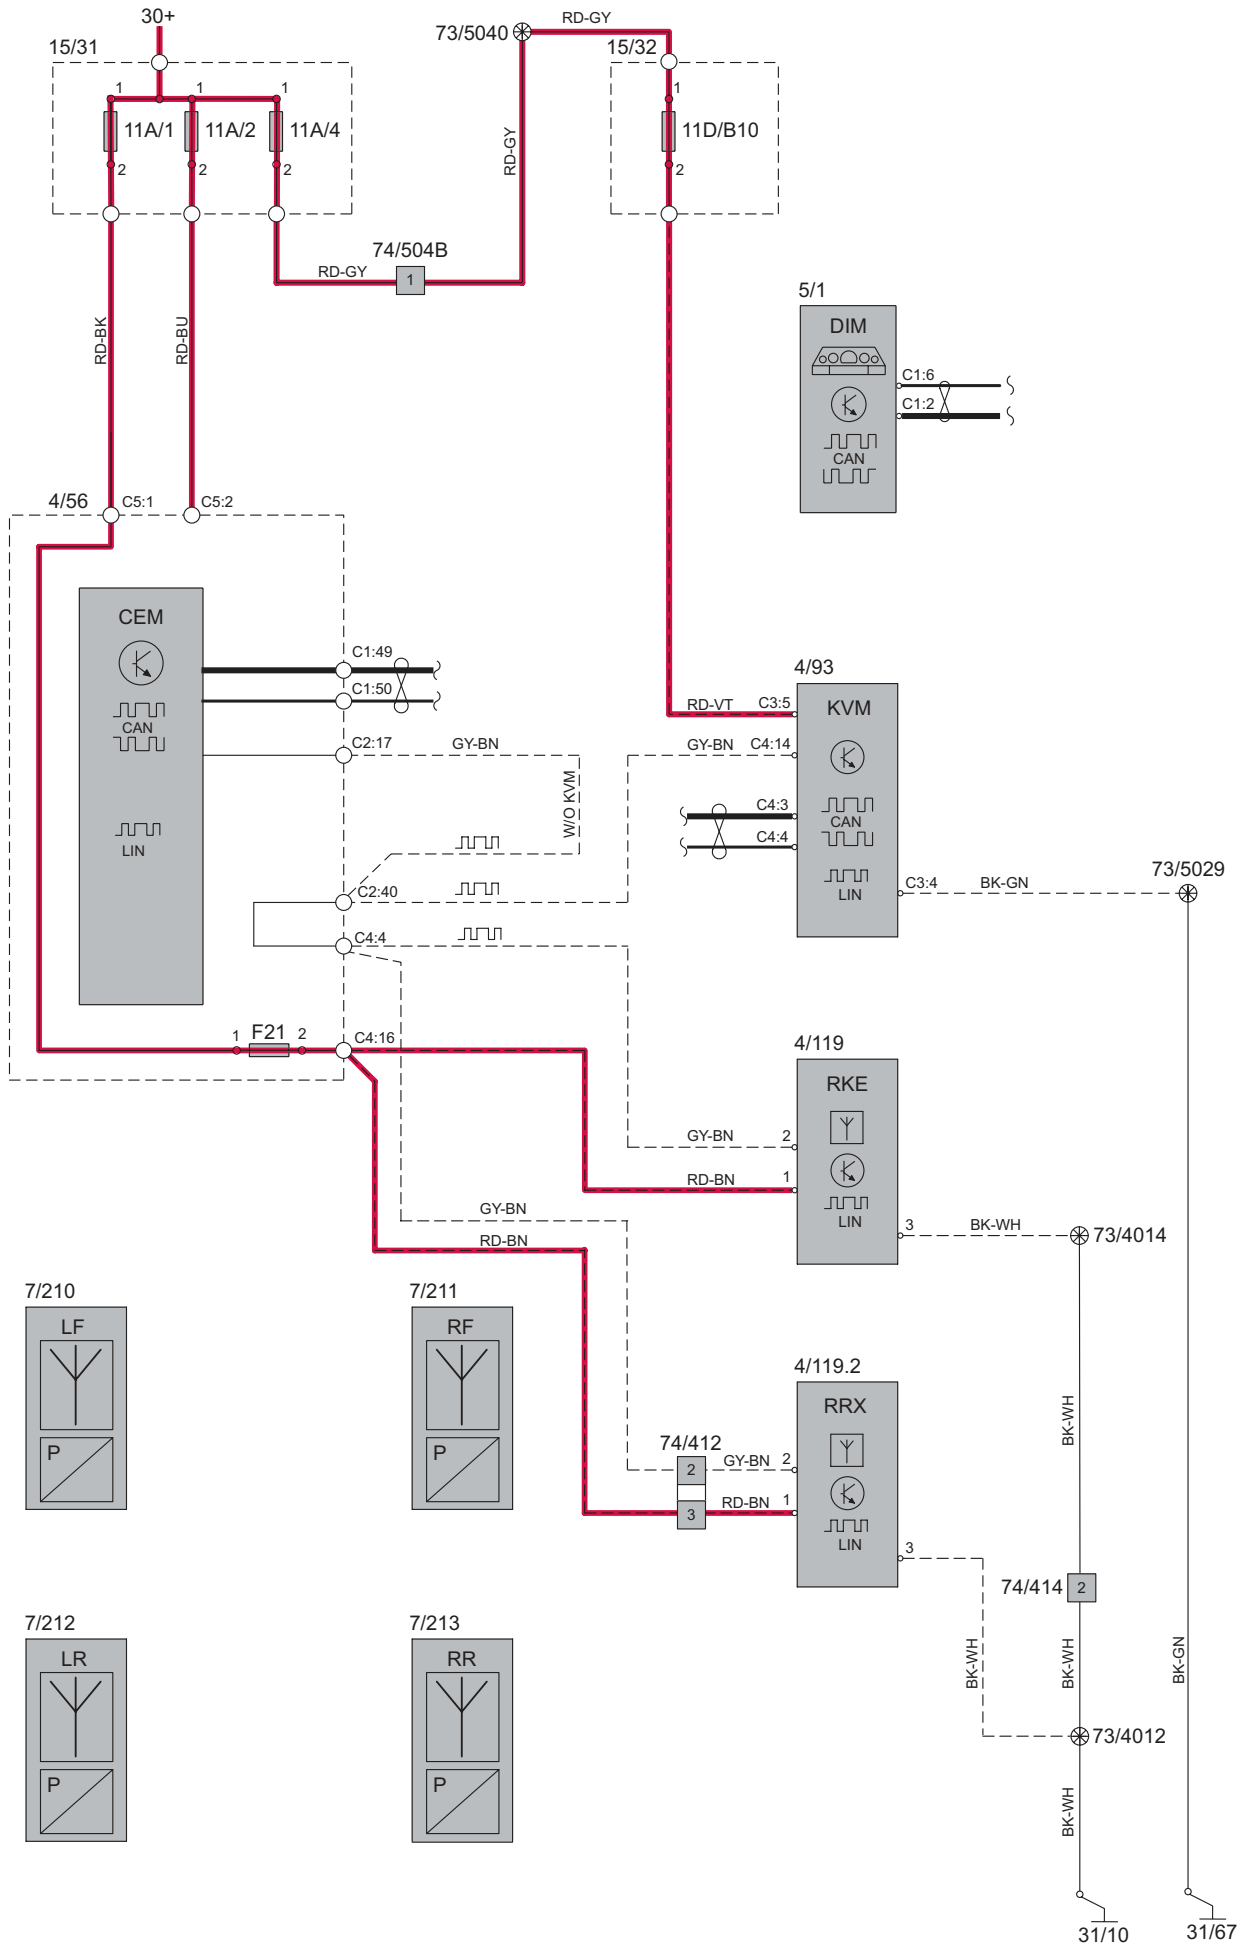 30+
15/31
73/5040
RD-GY
15/32
1
1
1
1
11A/1
11A/2
11A/4
11D/B10
RD-GY
2
2
2
2
74/504B
RD-GY
1
5/1
DIM
RD-BK
RD-BU
C1:6
C1:2
CAN
4/56
C5:1
C5:2
CEM
C1:49
C1:50
CAN
C2:17
GY-BN
W/O KVM
LIN
4/93
RD-VT
C3:5
KVM
GY-BN
C4:14
C4:3
CAN
C4:4
C2:40
LIN
C3:4
BK-GN
73/5029
C4:4
1
F21
2
C4:16
4/119
RKE
GY-BN
2
RD-BN
1
LIN
3
BK-WH
73/4014
GY-BN
RD-BN
7/210
LF
P
7/211
RF
P
4/119.2
RRX
BK-WH
74/412
2
GY-BN
2
3
RD-BN
1
LIN
3
74/414
2
7/212
LR
P
7/213
RR
P
BK-WH
BK-WH
BK-GN
73/4012
BK-WH
31/10
31/67